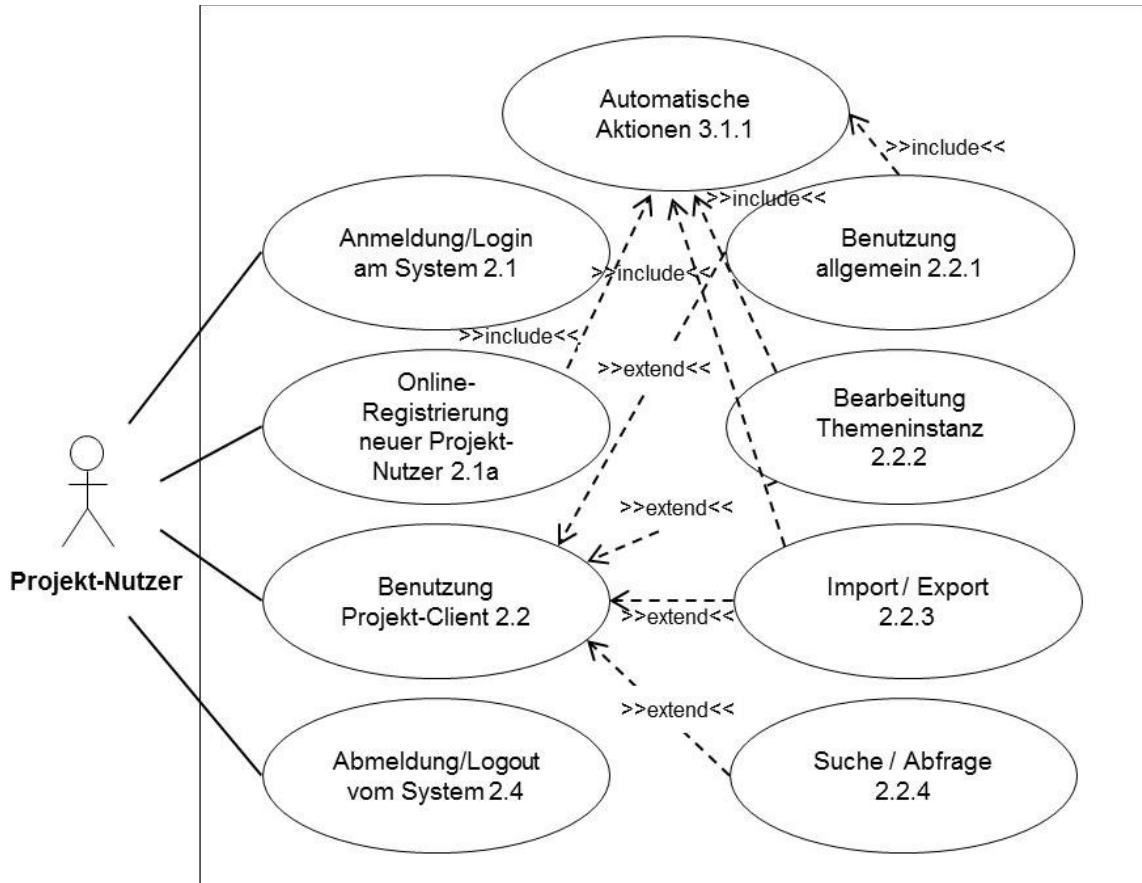 Automatische
Aktionen 3.1.1
>>include<<
>>include<<
Anmeldung/Login
am System 2.1
Benutzung
allgemein 2.2.1
>>include<<
>>include<<
>>extend<<
Online-
Registrierung
neuer Projekt-
Nutzer 2.1a
Bearbeitung
Themeninstanz
2.2.2
>>extend<<
Projekt-Nutzer
Benutzung
Projekt-Client 2.2
>>extend<<
Import / Export
2.2.3
>>extend<<
Abmeldung/Logout
vom System 2.4
Suche / Abfrage
2.2.4